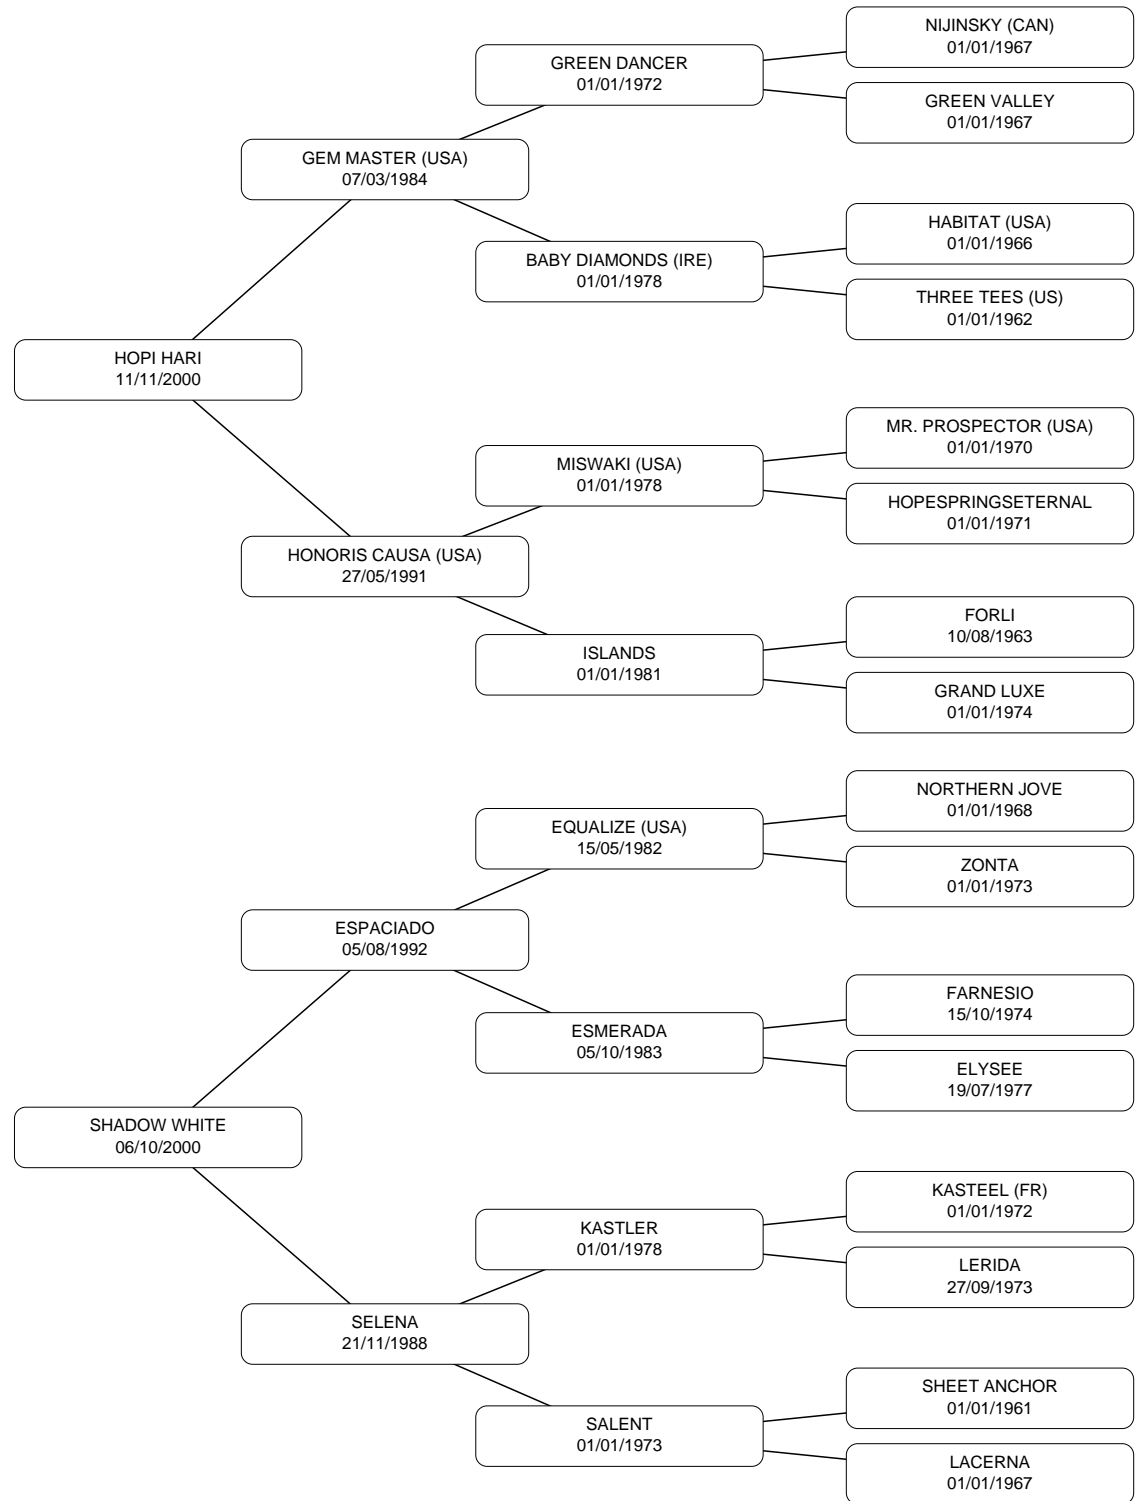 NIJINSKY (CAN)
01/01/1967
GREEN DANCER
01/01/1972
GREEN VALLEY
01/01/1967
GEM MASTER (USA)
07/03/1984
HABITAT (USA)
01/01/1966
BABY DIAMONDS (IRE)
01/01/1978
THREE TEES (US)
01/01/1962
HOPI HARI
11/11/2000
MR. PROSPECTOR (USA)
01/01/1970
MISWAKI (USA)
01/01/1978
HOPESPRINGSETERNAL
01/01/1971
HONORIS CAUSA (USA)
27/05/1991
FORLI
10/08/1963
ISLANDS
01/01/1981
GRAND LUXE
01/01/1974
NORTHERN JOVE
01/01/1968
EQUALIZE (USA)
15/05/1982
ZONTA
01/01/1973
ESPACIADO
05/08/1992
FARNESIO
15/10/1974
ESMERADA
05/10/1983
ELYSEE
19/07/1977
SHADOW WHITE
06/10/2000
KASTEEL (FR)
01/01/1972
KASTLER
01/01/1978
LERIDA
27/09/1973
SELENA
21/11/1988
SHEET ANCHOR
01/01/1961
SALENT
01/01/1973
LACERNA
01/01/1967